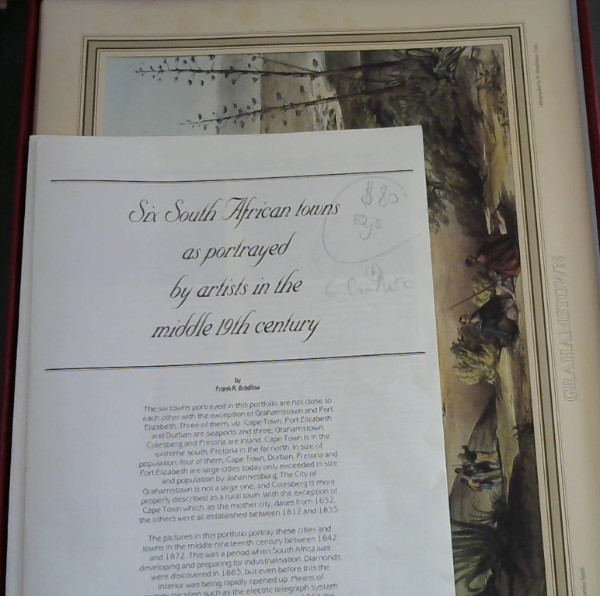 Six South African towns
as portrayed
by artists in the
middle 19th century
$20
by
Frank R. Bradlow
The six towns portrayed in this portfolio are not close to
each other with the exception of Grahamstown and Port
Elizabeth. Three of them, viz. Cape Town, Port Elizabeth
and Durban are seaports and three, Grahamstown,
Colesberg and Pretoria are inland. Cape Town is in the
extreme south, Pretoria in the far north. In size of
population, four of them, Cape Town, Durban, Pretoria and
Port Elizabeth are large cities today only exceeded in size
and population by Johannesburg. The City of
Grahamstown is not a large one, and Colesberg is more
properly described as a rural town. With the exception of
Cape Town which, as the mother city, dates from 1652,
the others were all established between 1812 and 1855.
The pictures in this portfolio portray these cities and
towns in the middle nineteenth century between 1842
and 1872. This was a period when South Africa was
developing and preparing for industrialisation. Diamonds
were discovered in 1865, but even before this the
interior was being rapidly opened up. Means of
such as the electric telegraph system
GRAHAMSTOWN